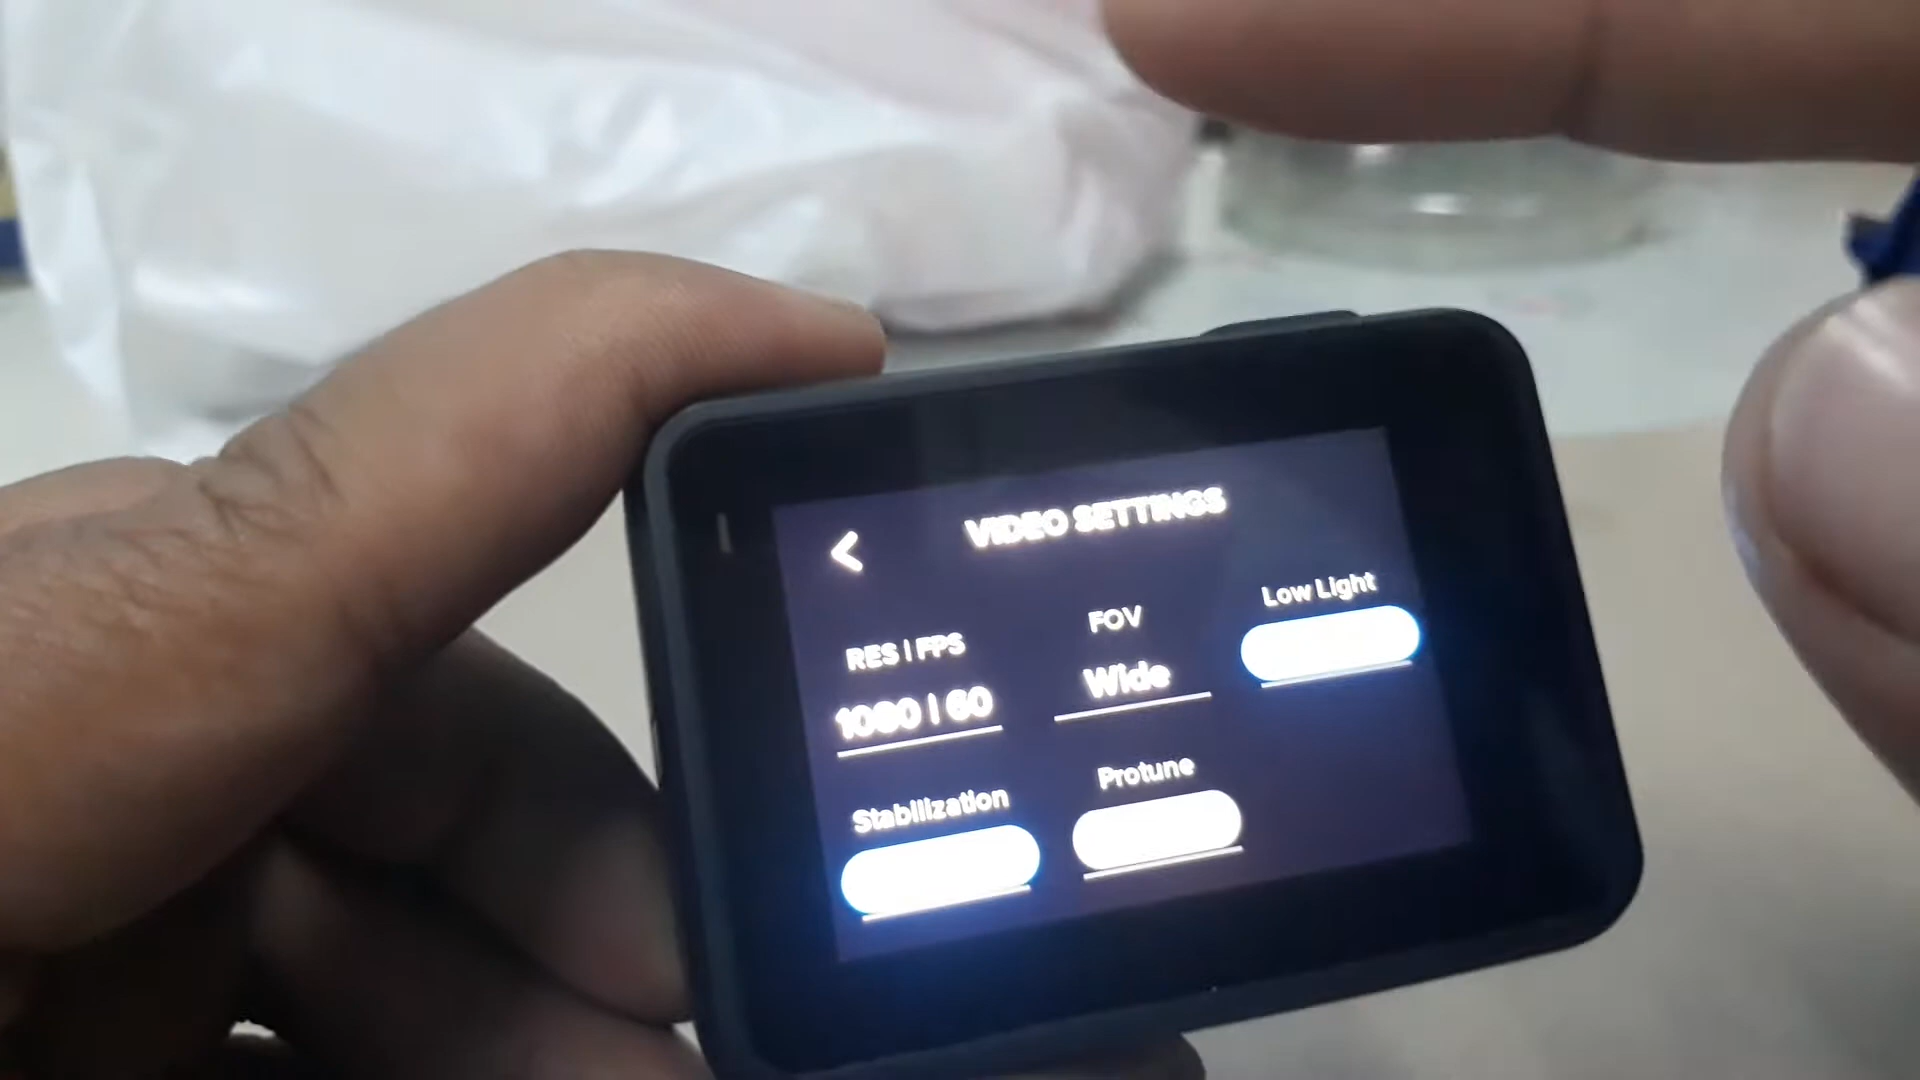 VIDEO SETTINGS
RES | FPS
1080 | 60
FOV
Wide
Low Light
Stabilization
Protune